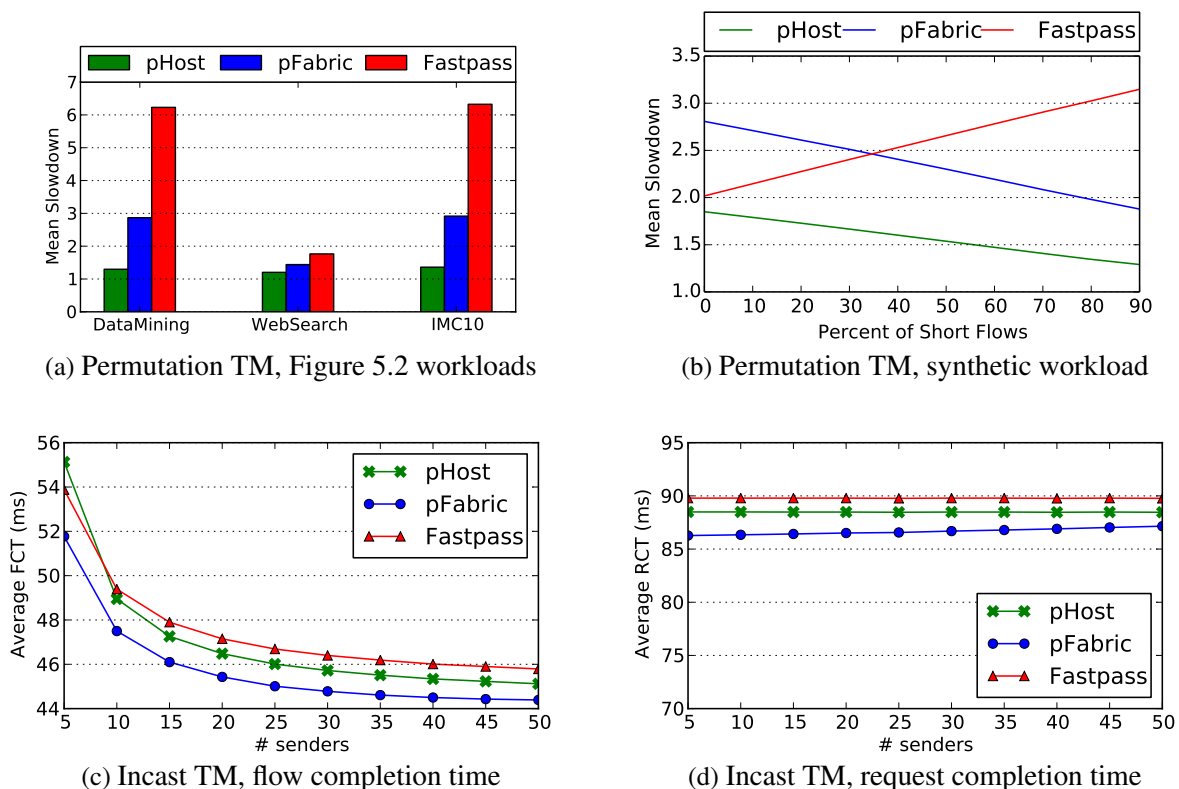 pHost pFabric Fastpass
7
6
5
4
3
2
1
0
Mean Slowdown
DataMining WebSearch IMC10
(a) Permutation TM, Figure 5.2 workloads
pHost pFabric Fastpass
3.5
3.0
2.5
2.0
1.5
1.0
Mean Slowdown
0 10 20 30 40 50 60 70 80 90
Percent of Short Flows
(b) Permutation TM, synthetic workload
56
54
52
50
48
46
44
Average FCT (ms)
pHost
pFabric
Fastpass
5 10 15 20 25 30 35 40 45 50
# senders
(c) Incast TM, flow completion time
95
90
85
80
75
70
Average RCT (ms)
pHost
pFabric
Fastpass
5 10 15 20 25 30 35 40 45 50
# senders
(d) Incast TM, request completion time